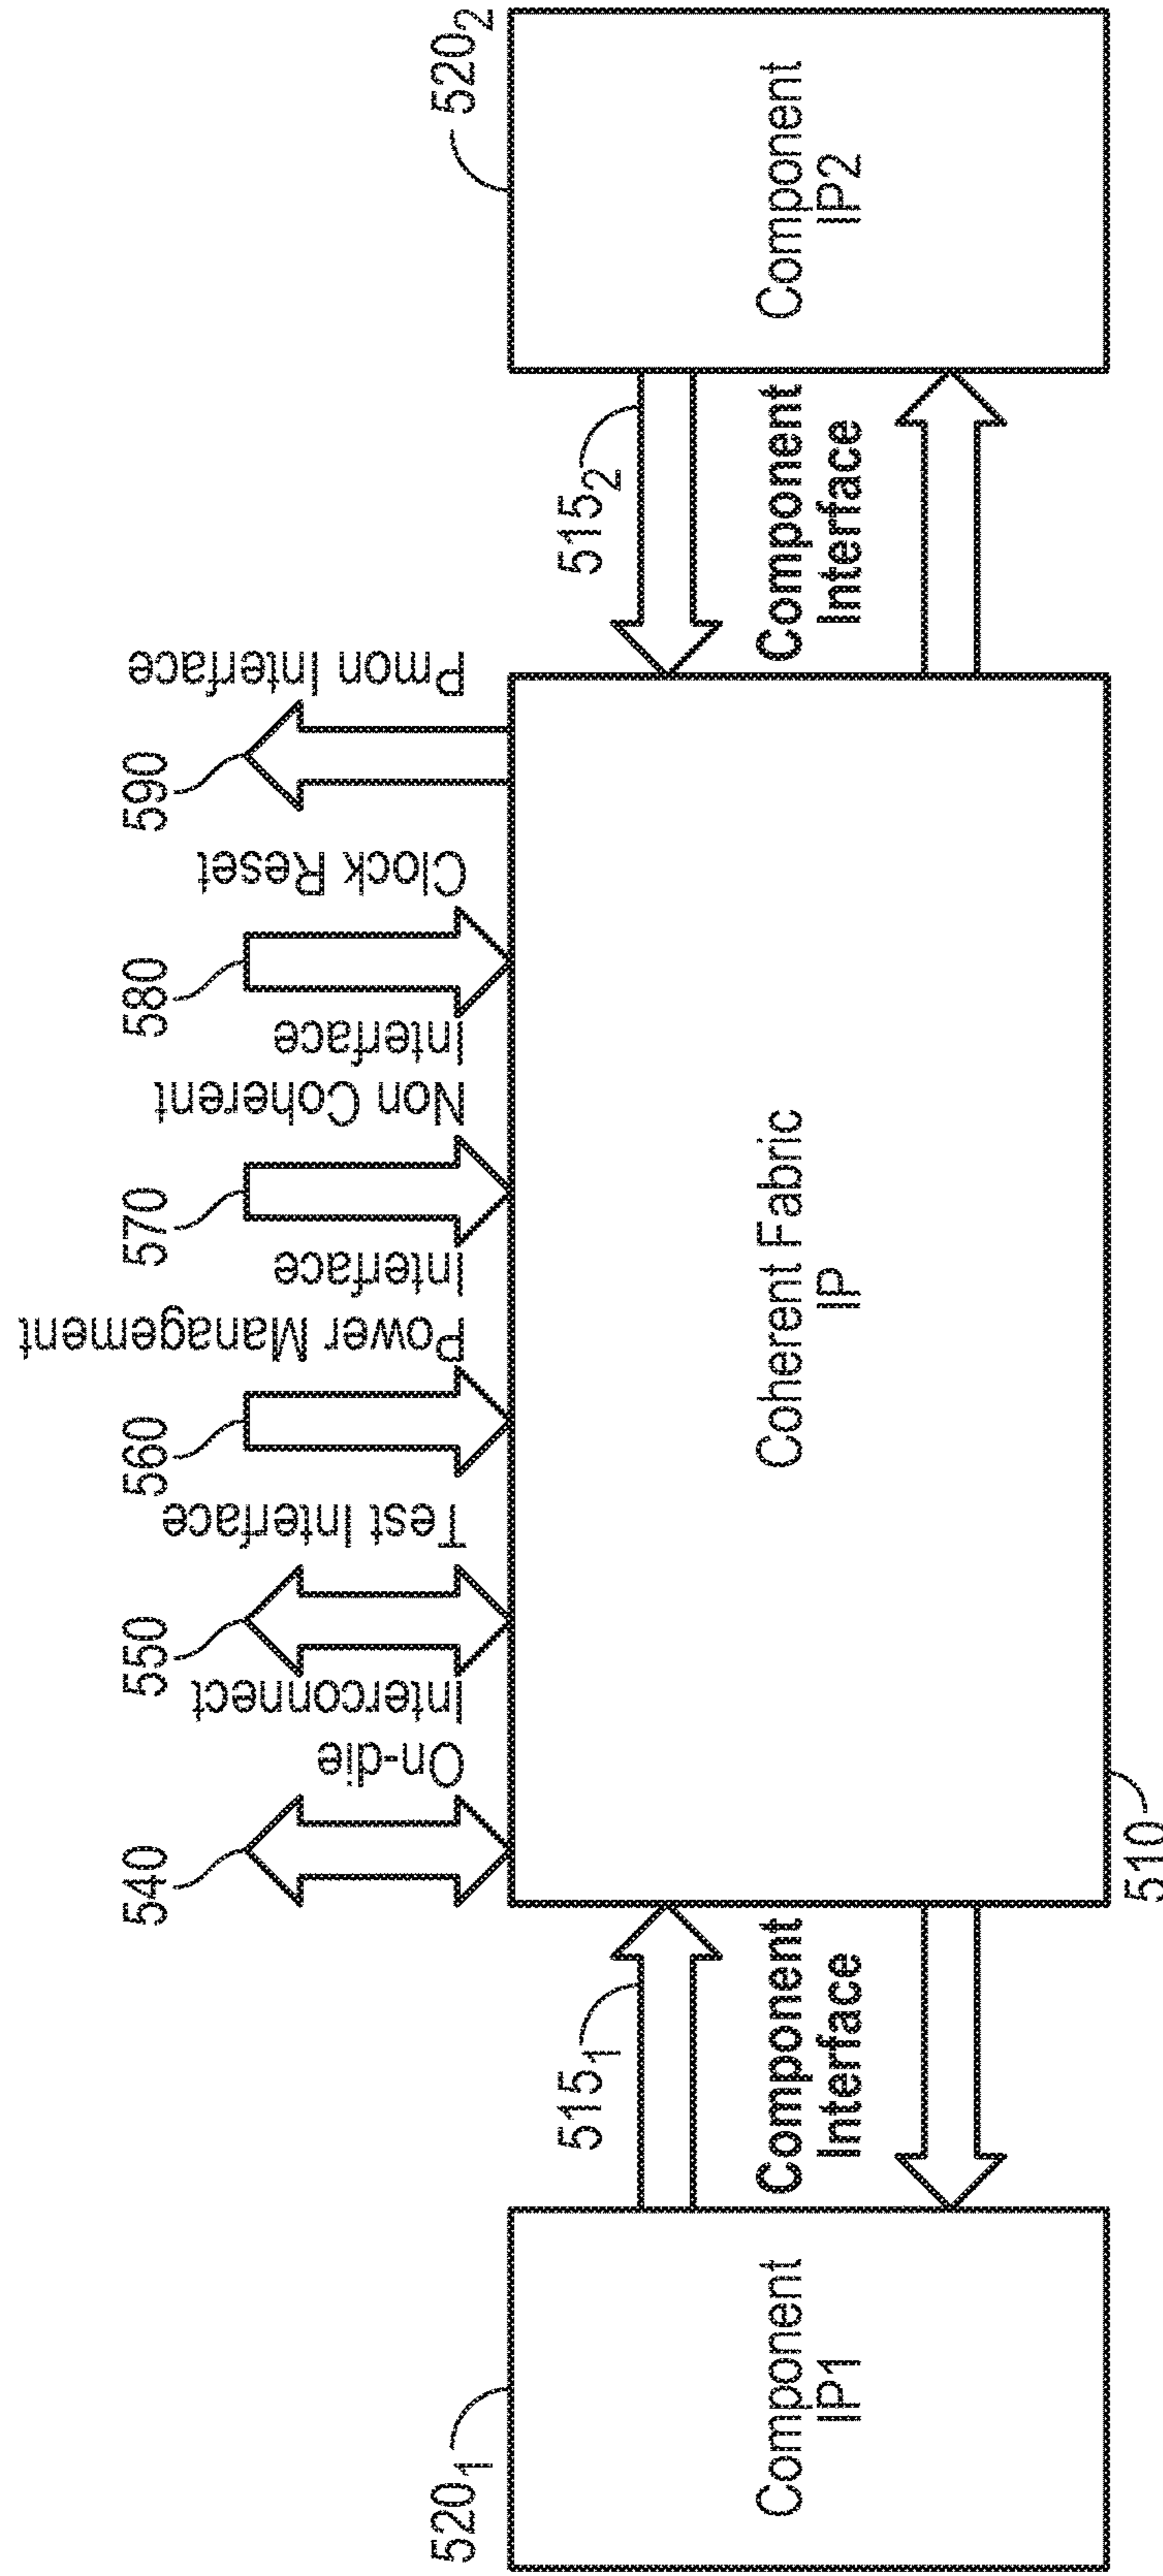 540
On-die
Interconnect
550
Test Interface
560
Power Management
Interface
570
Non Coherent
Interface
580
Clock Reset
590
Pmon Interface
520₁
Component
IP1
515₁
Component
Interface
Coherent Fabric
IP
510
515₂
Component
Interface
520₂
Component
IP2